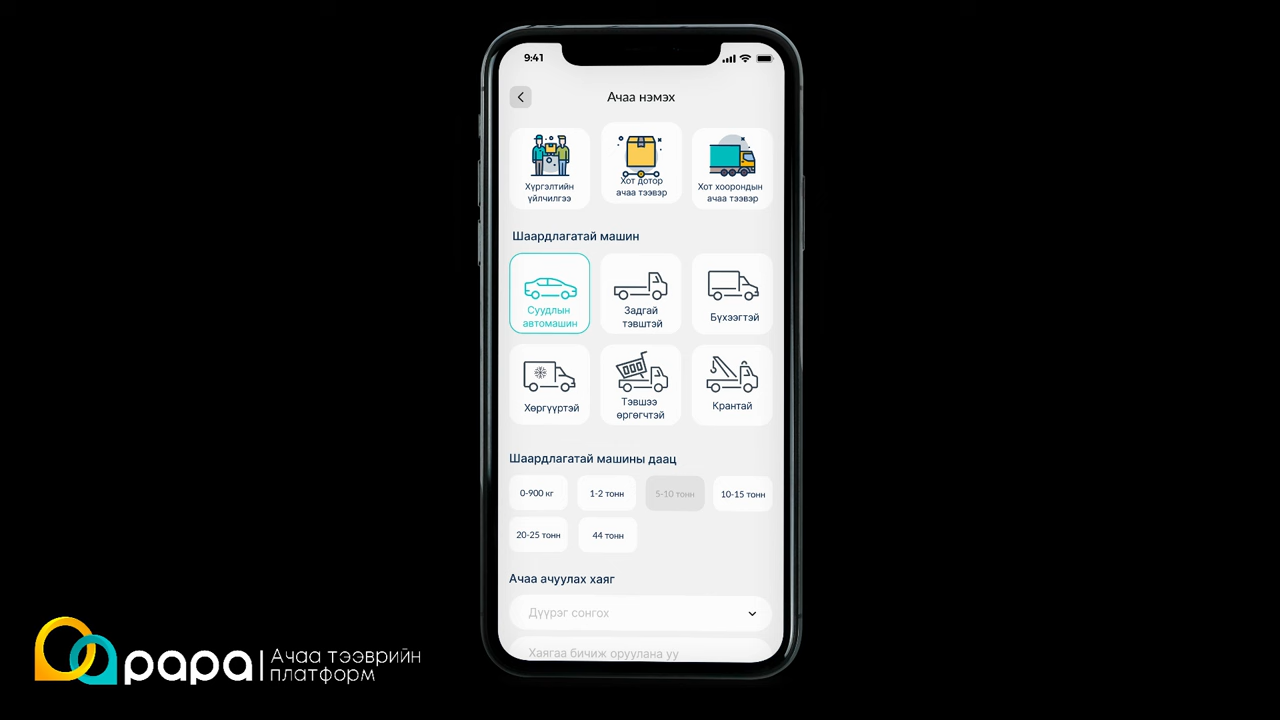 9:41
Ачаа нэмэх
Хүргэлтийн
үйлчилгээ
Хот дотор
ачаа тээвэр
Хот хоорондын
ачаа тээвэр
Шаардлагатай машин
Суудлын
автомашин
Задгай
тэвштэй
Бүхээгтэй
Хөргүүртэй
Тэвшээ
өргөгчтэй
Крантай
Шаардлагатай машины даац
0-900 кг
1-2 тонн
5-10 тонн
10-15 тонн
20-25 тонн
44 тонн
Ачаа ачуулах хаяг
Дүүрэг сонгох
Хаягаа бичиж оруулана уу
papa
Ачаа тээврийн
платформ